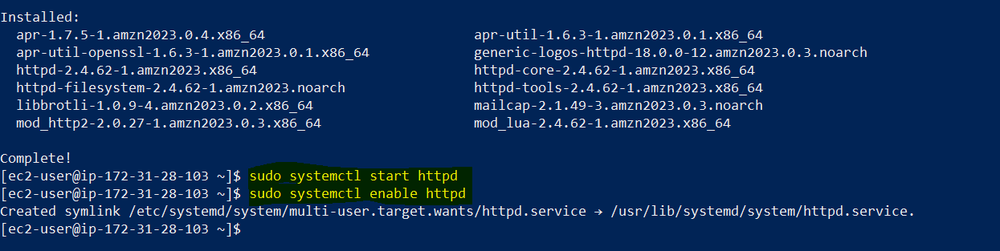 Installed:
apr-1.7.5-1.amzn2023.0.4.x86_64 apr-util-1.6.3-1.amzn2023.0.1.x86_64
apr-util-openssl-1.6.3-1.amzn2023.0.1.x86_64 generic-logos-httpd-18.0.0-12.amzn2023.0.3.noarch
httpd-2.4.62-1.amzn2023.x86_64 httpd-core-2.4.62-1.amzn2023.x86_64
httpd-filesystem-2.4.62-1.amzn2023.noarch httpd-tools-2.4.62-1.amzn2023.x86_64
libbrotli-1.0.9-4.amzn2023.0.2.x86_64 mailcap-2.1.49-3.amzn2023.0.3.noarch
mod_http2-2.0.27-1.amzn2023.0.3.x86_64 mod_lua-2.4.62-1.amzn2023.x86_64
Complete!
[ec2-user@ip-172-31-28-103 ~]$ sudo systemctl start httpd
[ec2-user@ip-172-31-28-103 ~]$ sudo systemctl enable httpd
Created symlink /etc/systemd/system/multi-user.target.wants/httpd.service → /usr/lib/systemd/system/httpd.service.
[ec2-user@ip-172-31-28-103 ~]$